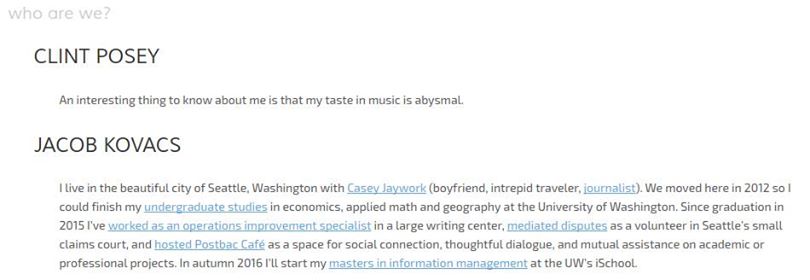 who are we?
CLINT POSEY
An interesting thing to know about me is that my taste in music is abysmal.
JACOB KOVACS
I live in the beautiful city of Seattle, Washington with Casey Jaywork (boyfriend, intrepid traveler, journalist). We moved here in 2012 so I
could finish my undergraduate studies in economics, applied math and geography at the University of Washington. Since graduation in
2015 I've worked as an operations improvement specialist in a large writing center, mediated disputes as a volunteer in Seattle's small
claims court, and hosted Postbac Café as a space for social connection, thoughtful dialogue, and mutual assistance on academic or
professional projects. In autumn 2016 I'll start my masters in information management at the UW's iSchool.